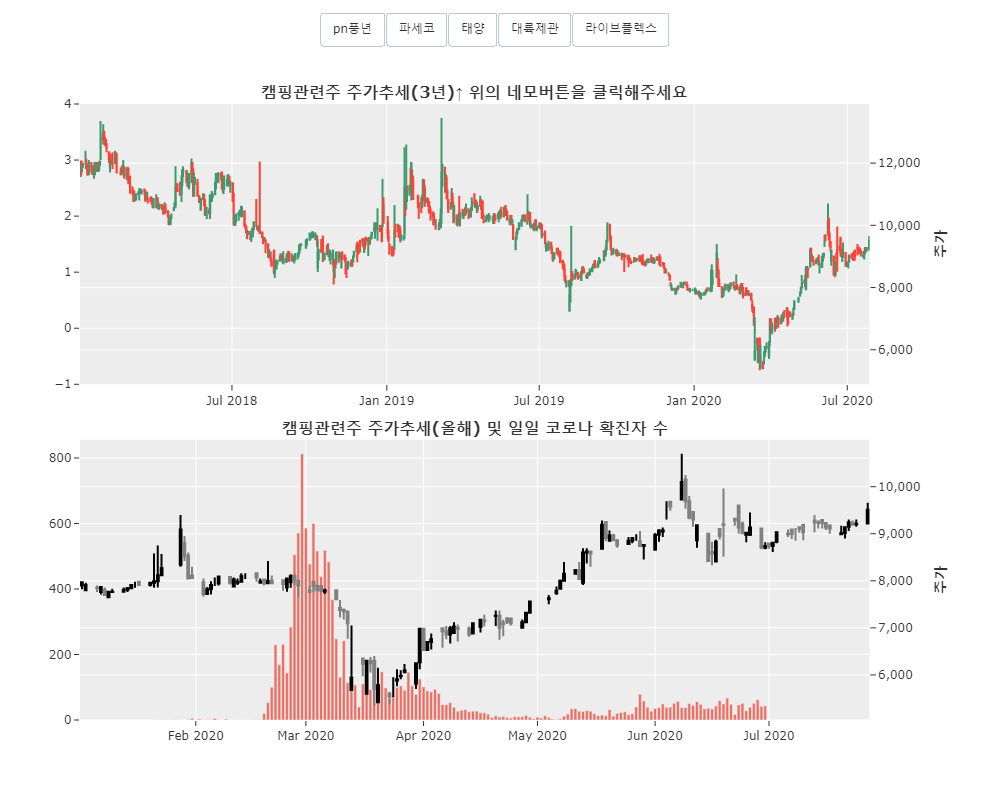 pn풍년 파세코 태양 대륙제관 라이브플렉스
캠핑관련주 주가추세(3년)↑ 위의 네모버튼을 클릭해주세요
4
3
2
1
0
−1
12,000
10,000
8,000
6,000
주가
Jul 2018 Jan 2019 Jul 2019 Jan 2020 Jul 2020
캠핑관련주 주가추세(올해) 및 일일 코로나 확진자 수
800
600
400
200
0
10,000
9,000
8,000
7,000
6,000
주가
Feb 2020 Mar 2020 Apr 2020 May 2020 Jun 2020 Jul 2020